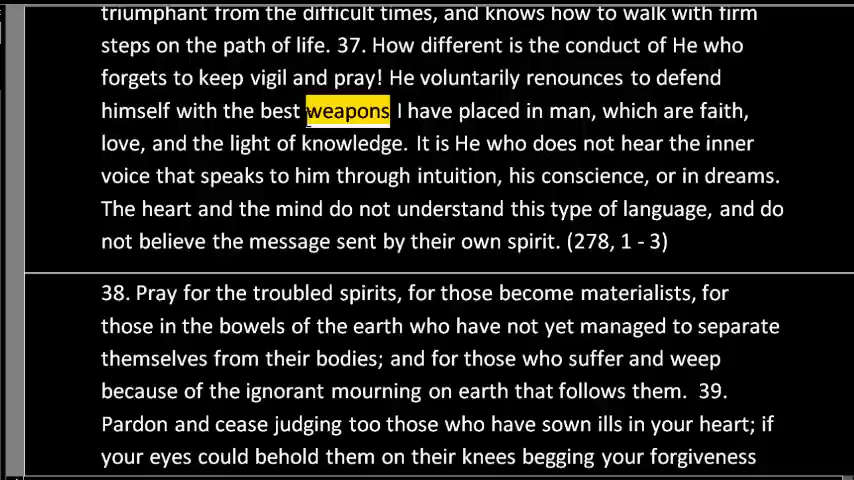 triumphant from the difficult times, and knows how to walk with firm
steps on the path of life. 37. How different is the conduct of He who
forgets to keep vigil and pray! He voluntarily renounces to defend
himself with the best weapons I have placed in man, which are faith,
love, and the light of knowledge. It is He who does not hear the inner
voice that speaks to him through intuition, his conscience, or in dreams.
The heart and the mind do not understand this type of language, and do
not believe the message sent by their own spirit. (278, 1 - 3)
38. Pray for the troubled spirits, for those become materialists, for
those in the bowels of the earth who have not yet managed to separate
themselves from their bodies; and for those who suffer and weep
because of the ignorant mourning on earth that follows them. 39.
Pardon and cease judging too those who have sown ills in your heart; if
your eyes could behold them on their knees begging your forgiveness